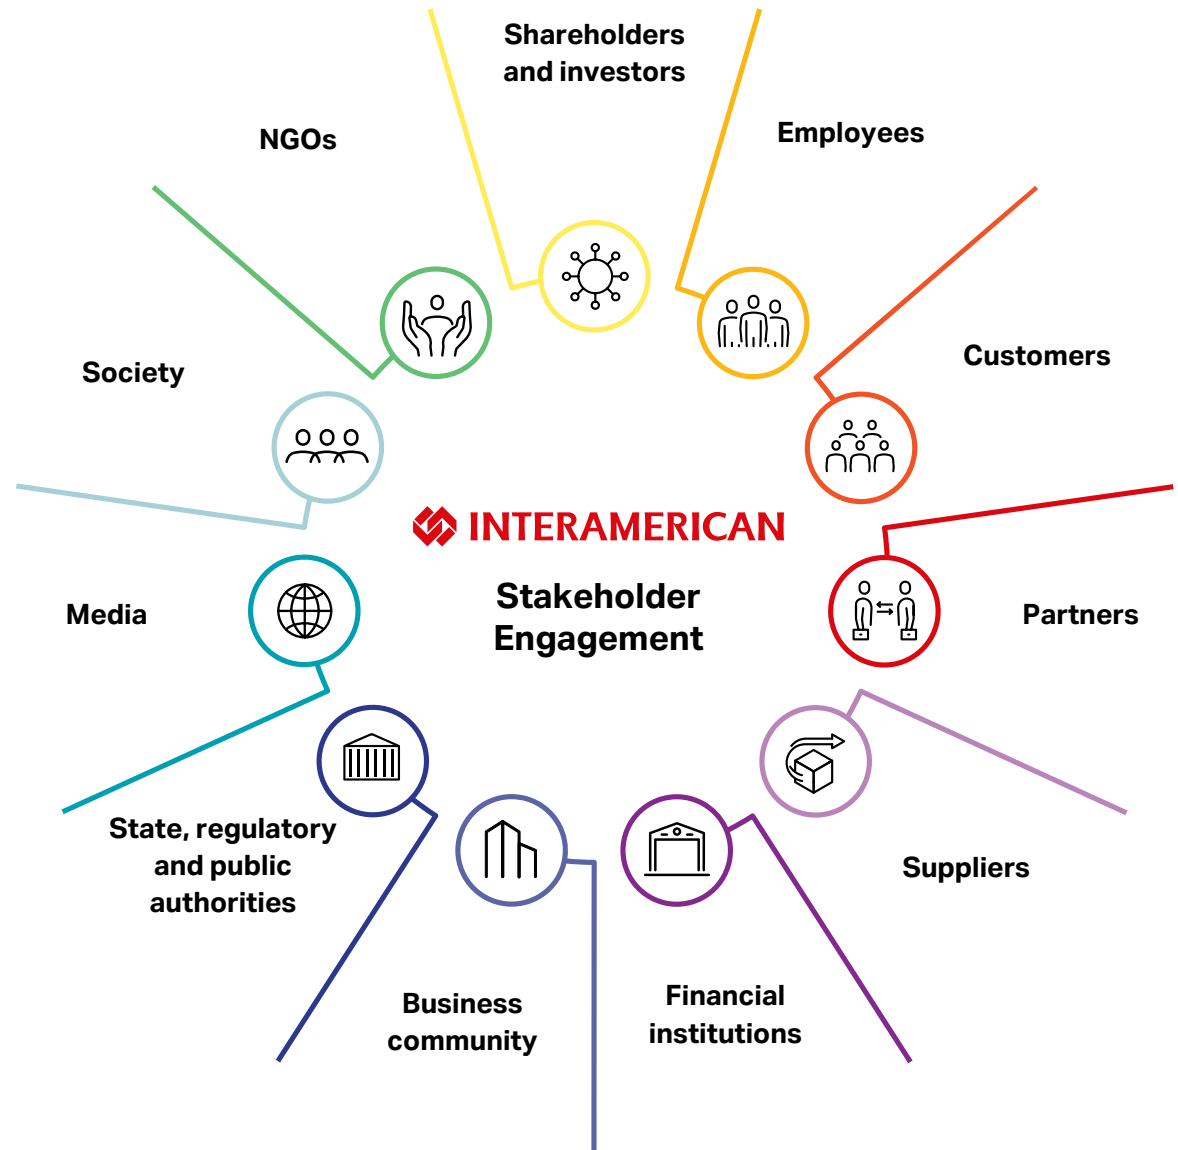 Shareholders
and investors
Employees
NGOs
Customers
Society
INTERAMERICAN
Stakeholder
Engagement
Media
Partners
State, regulatory
and public
authorities
Suppliers
Business
community
Financial
institutions